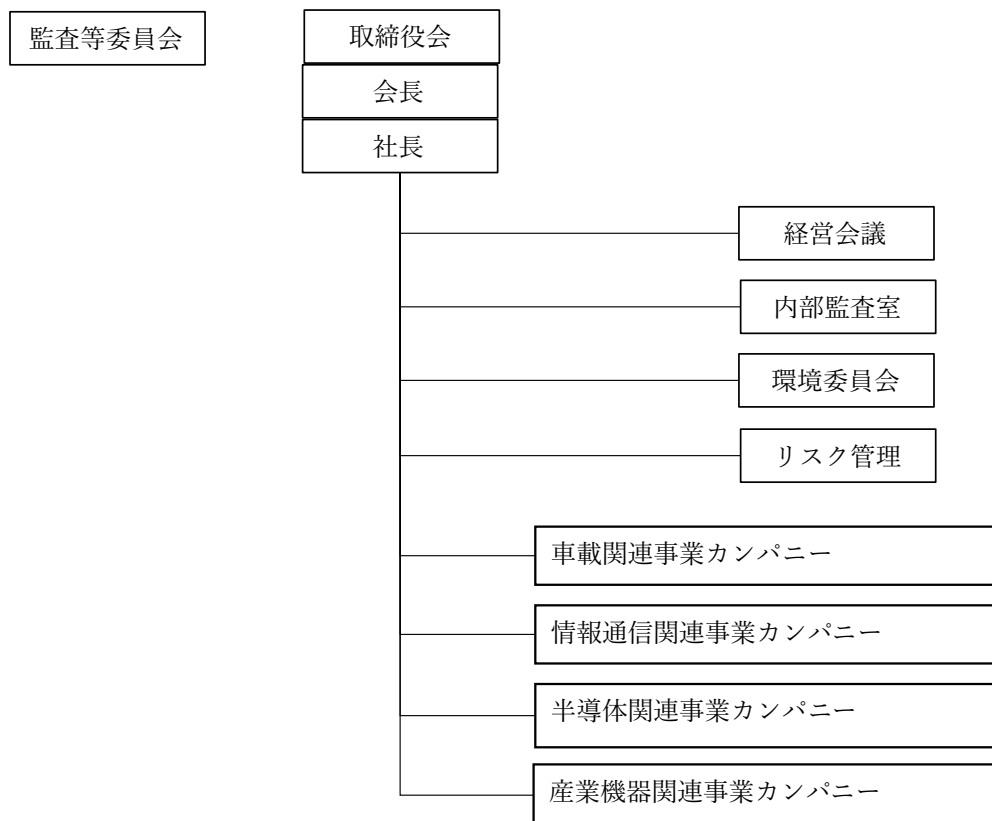 監査等委員会
取締役会
会長
社長
経営会議
内部監査室
環境委員会
リスク管理
車載関連事業カンパニー
情報通信関連事業カンパニー
半導体関連事業カンパニー
産業機器関連事業カンパニー